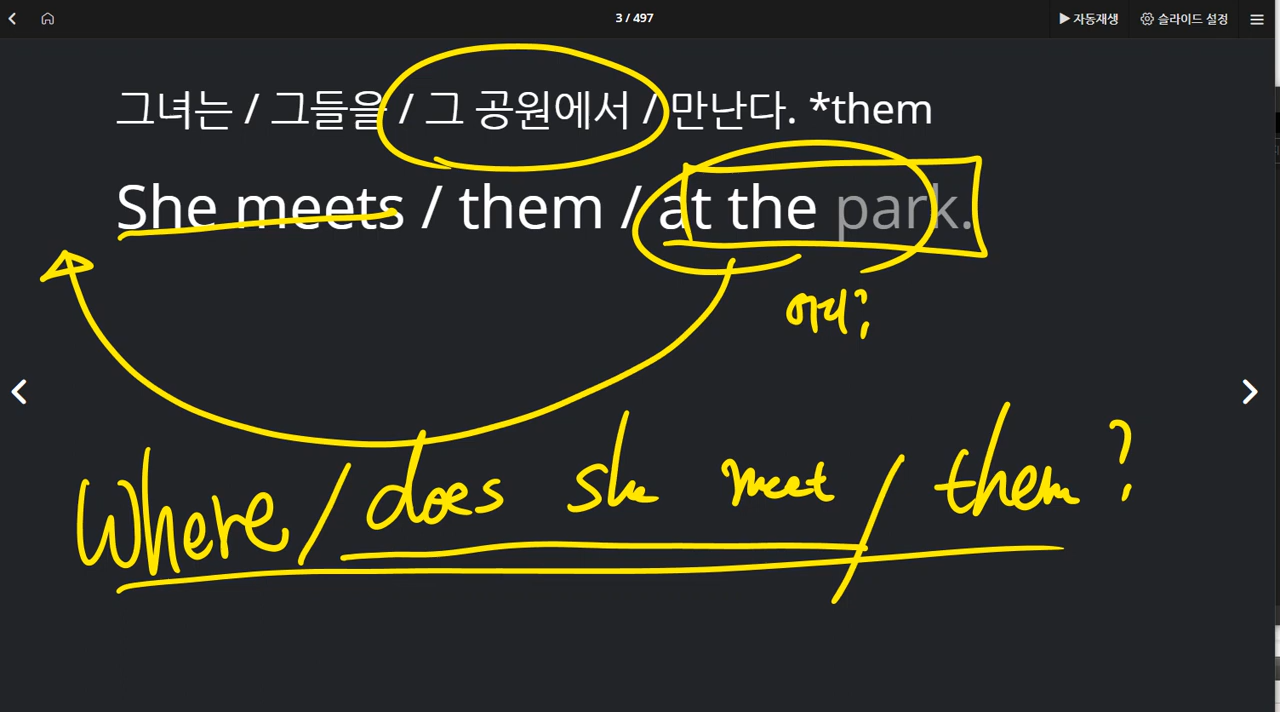 3 / 497
▶ 자동재생 슬라이드 설정
그녀는 / 그들을 / 그 공원에서 / 만난다. *them
She meets / them / at the park.
어디?
Where / does she meet / them ?